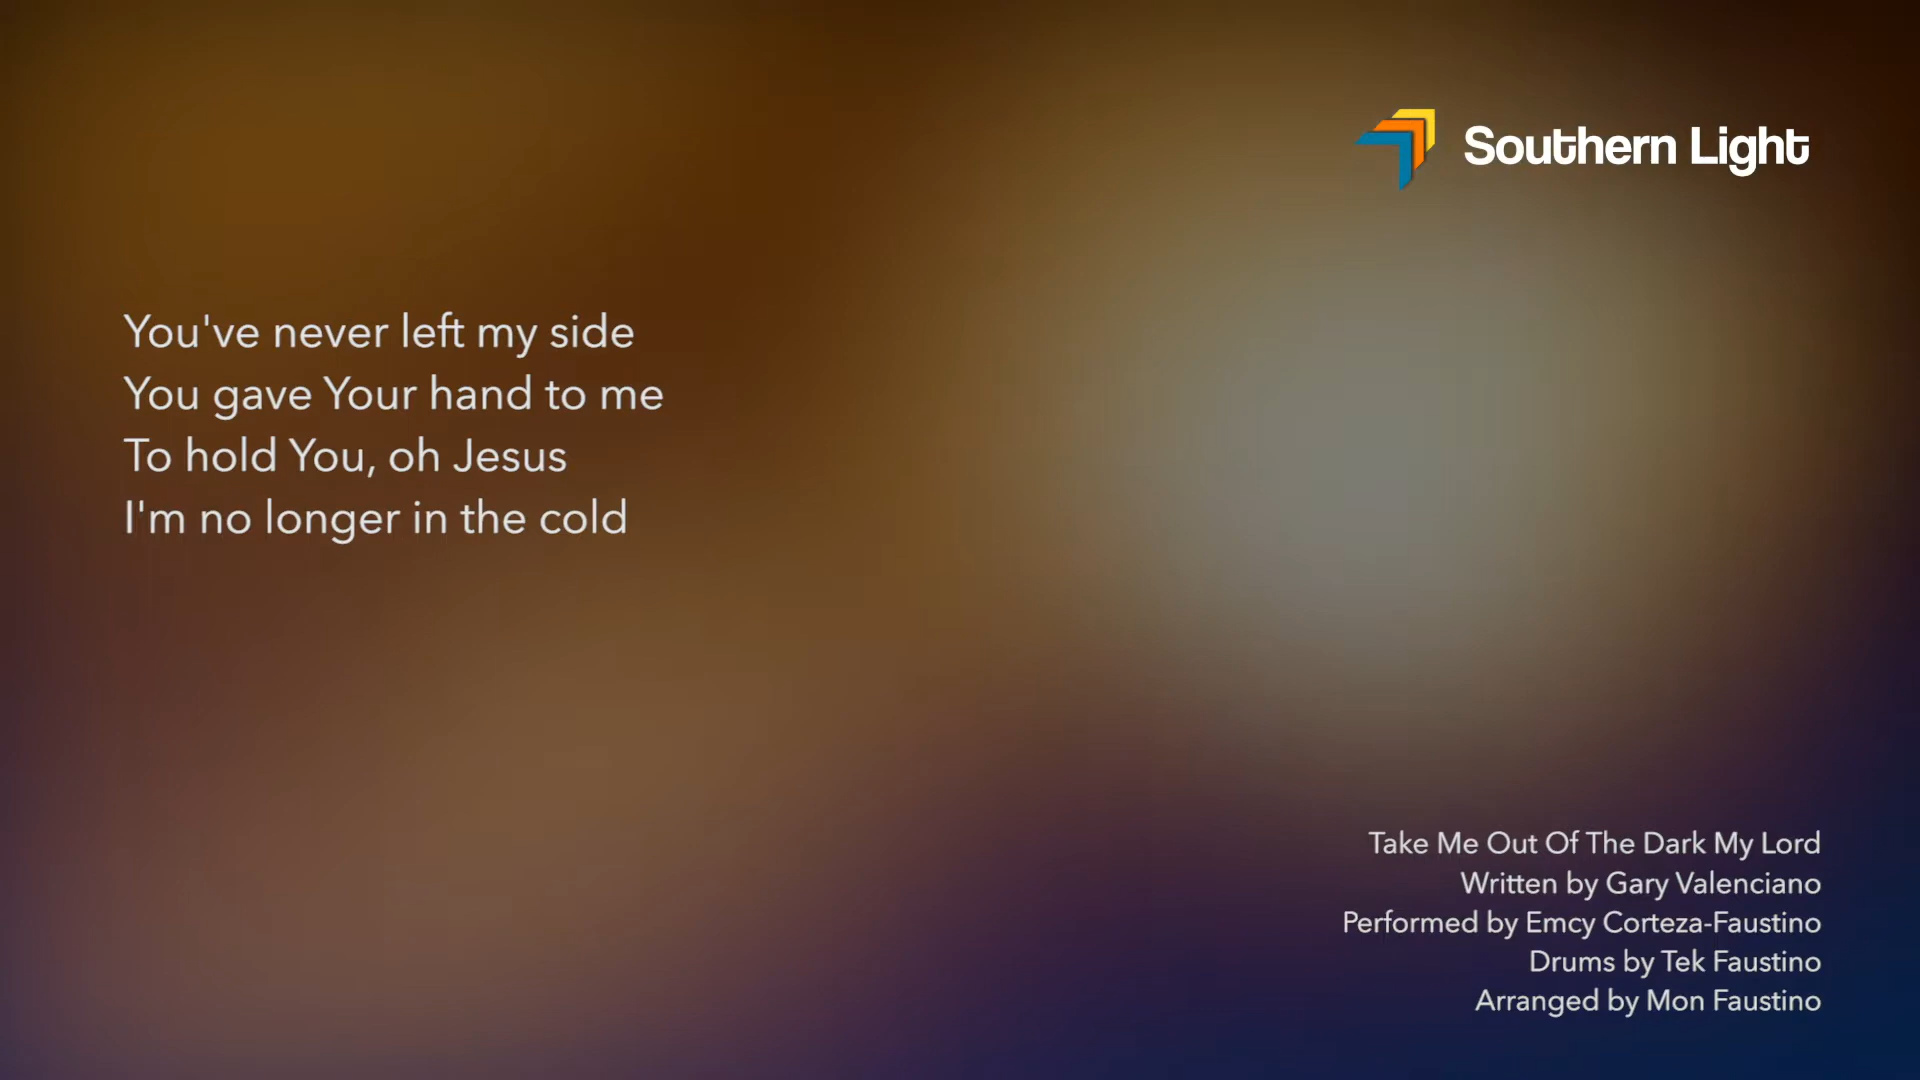 Southern Light
You've never left my side
You gave Your hand to me
To hold You, oh Jesus
I'm no longer in the cold
Take Me Out Of The Dark My Lord
Written by Gary Valenciano
Performed by Emcy Corteza-Faustino
Drums by Tek Faustino
Arranged by Mon Faustino